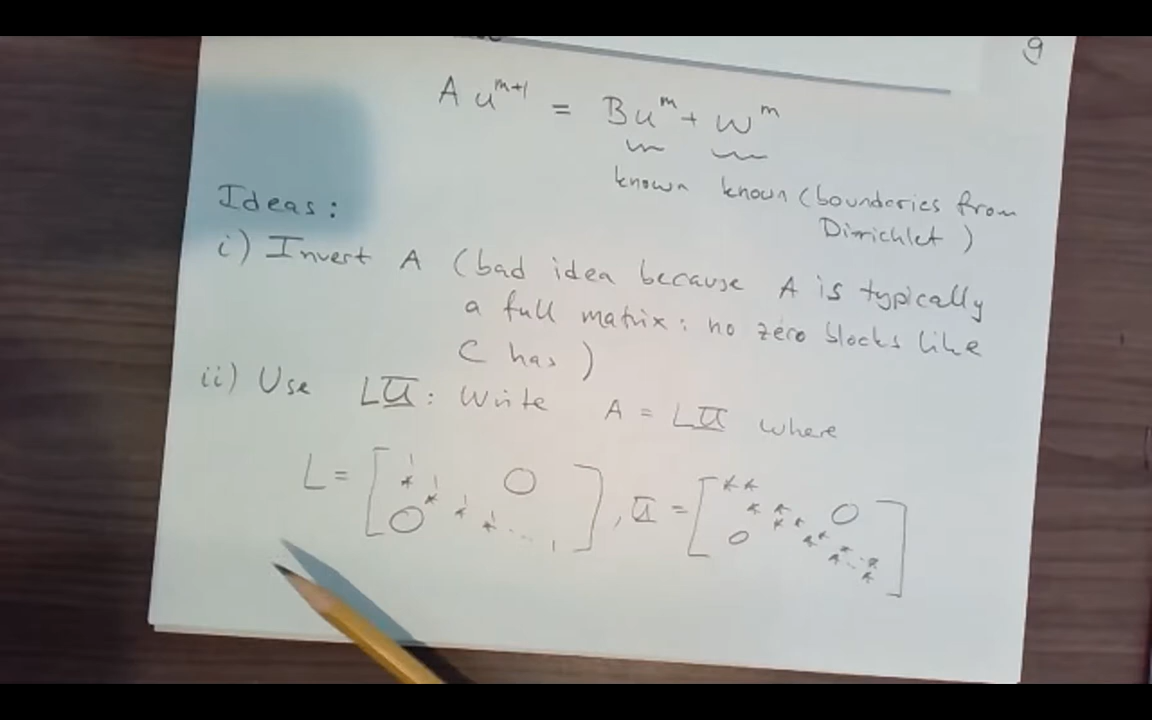 9
A u^{m+1} = Bu^m + w^m
known known (boundaries from
Dirichlet)
Ideas:
i) Invert A (bad idea because A is typically
a full matrix: no zero blocks like
C has)
ii) Use LU: Write A = LU where
L = [ 1 * 1 * 1 * 1 * ... 1 0 0 ], U = [ * * * * * * * * * * ... * * 0 0 ]